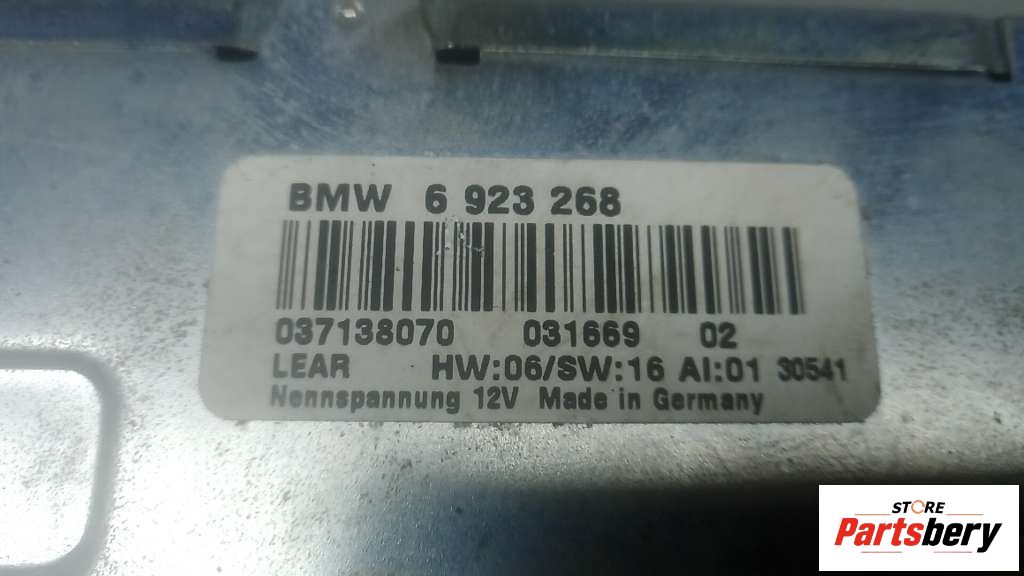 BMW 6 923 268
037138070 031669 02
LEAR HW:06/SW:16 AI:01 30541
Nennspannung 12V Made in Germany
STORE
Partsbery